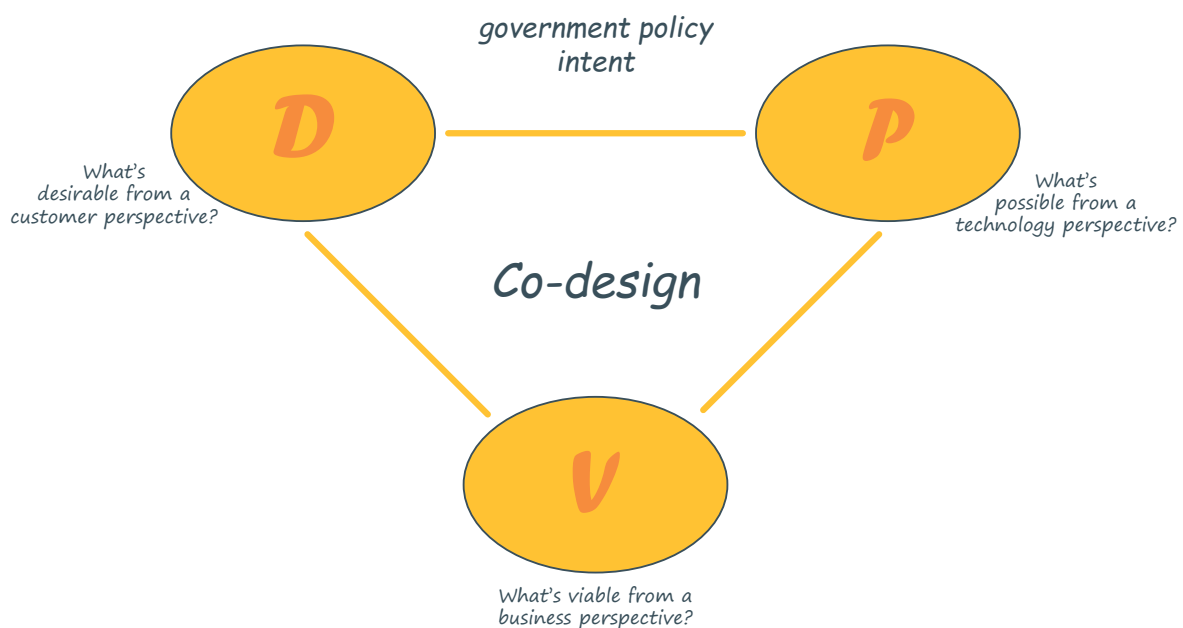 government policy
intent
D
P
What's
desirable from a
customer perspective?
What's
possible from a
technology perspective?
Co-design
V
What's viable from a
business perspective?